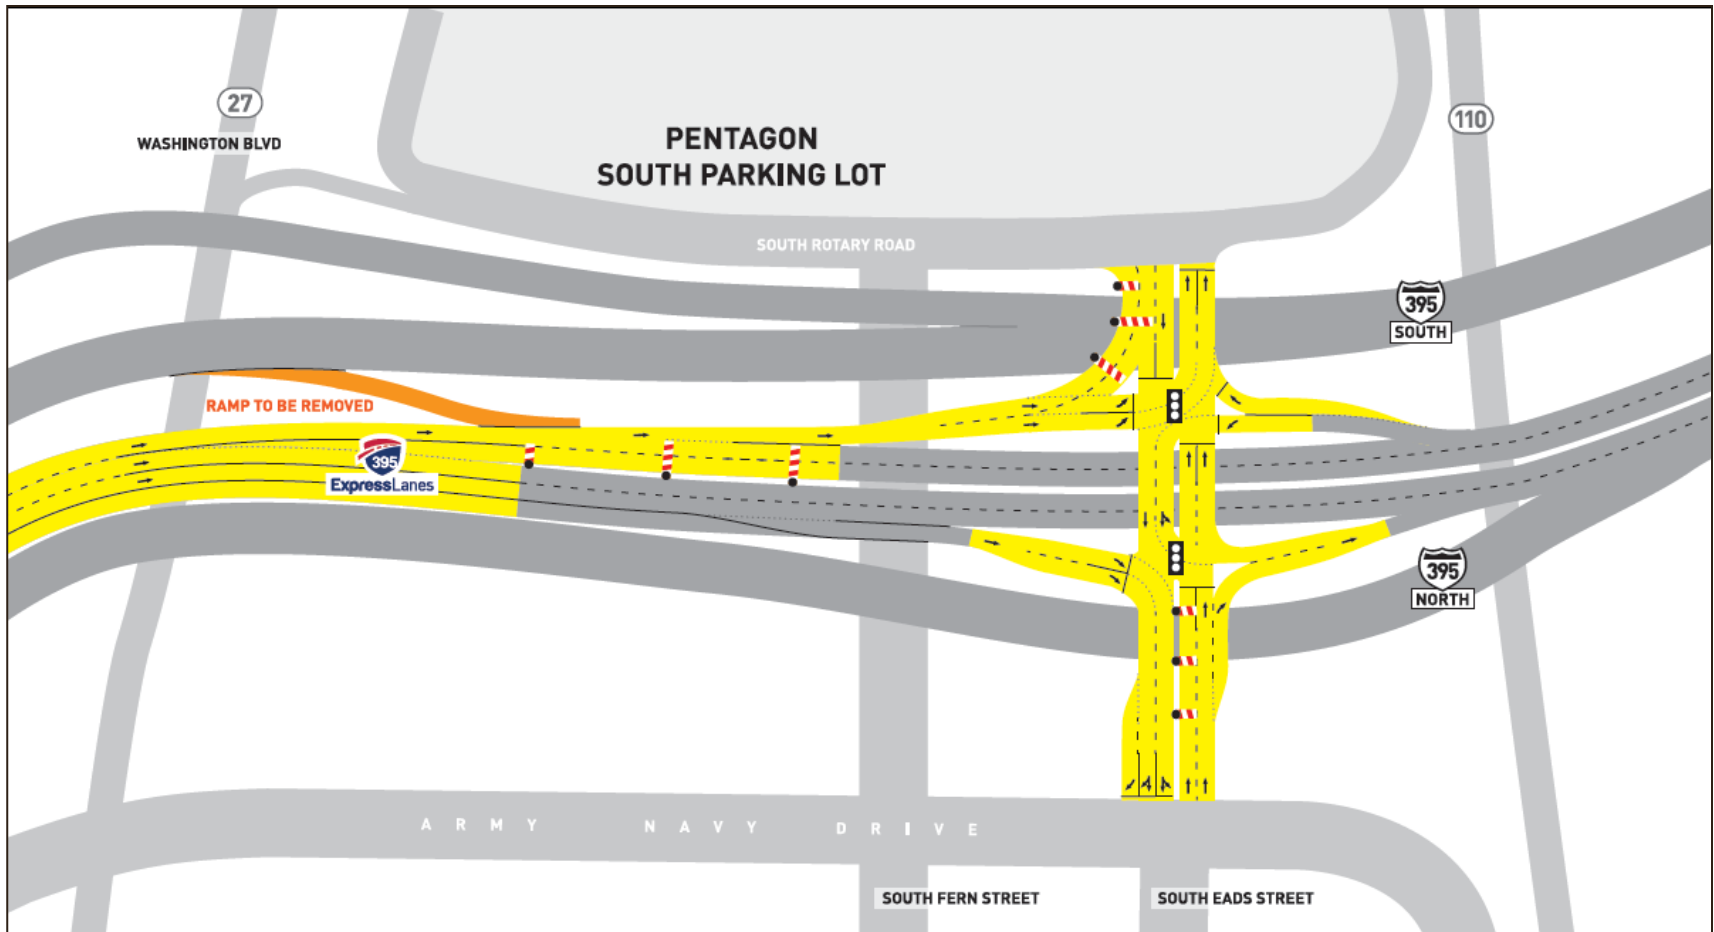 27
WASHINGTON BLVD
110
PENTAGON
SOUTH PARKING LOT
SOUTH ROTARY ROAD
395
SOUTH
RAMP TO BE REMOVED
395
ExpressLanes
395
NORTH
ARMY NAVY DRIVE
SOUTH FERN STREET
SOUTH EADS STREET